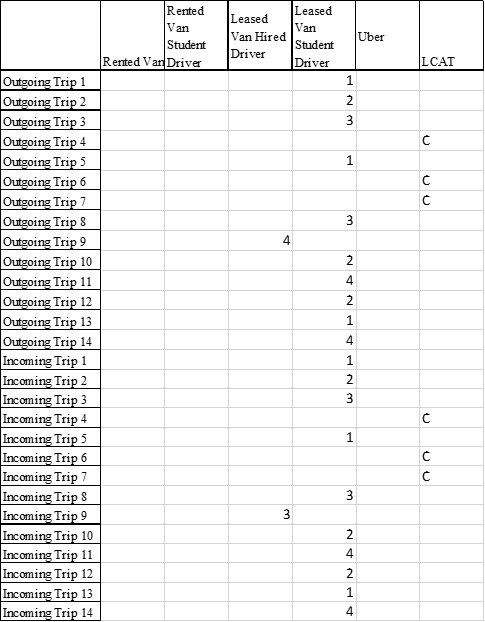 Rented Van	Rented Van Student Driver	Leased Van Hired Driver	Leased Van Student Driver	Uber	LCAT
Outgoing Trip 1	1
Outgoing Trip 2	2
Outgoing Trip 3	3
Outgoing Trip 4	C
Outgoing Trip 5	1
Outgoing Trip 6	C
Outgoing Trip 7	C
Outgoing Trip 8	3
Outgoing Trip 9	4
Outgoing Trip 10	2
Outgoing Trip 11	4
Outgoing Trip 12	2
Outgoing Trip 13	1
Outgoing Trip 14	4
Incoming Trip 1	1
Incoming Trip 2	2
Incoming Trip 3	3
Incoming Trip 4	C
Incoming Trip 5	1
Incoming Trip 6	C
Incoming Trip 7	C
Incoming Trip 8	3
Incoming Trip 9	3
Incoming Trip 10	2
Incoming Trip 11	4
Incoming Trip 12	2
Incoming Trip 13	1
Incoming Trip 14	4